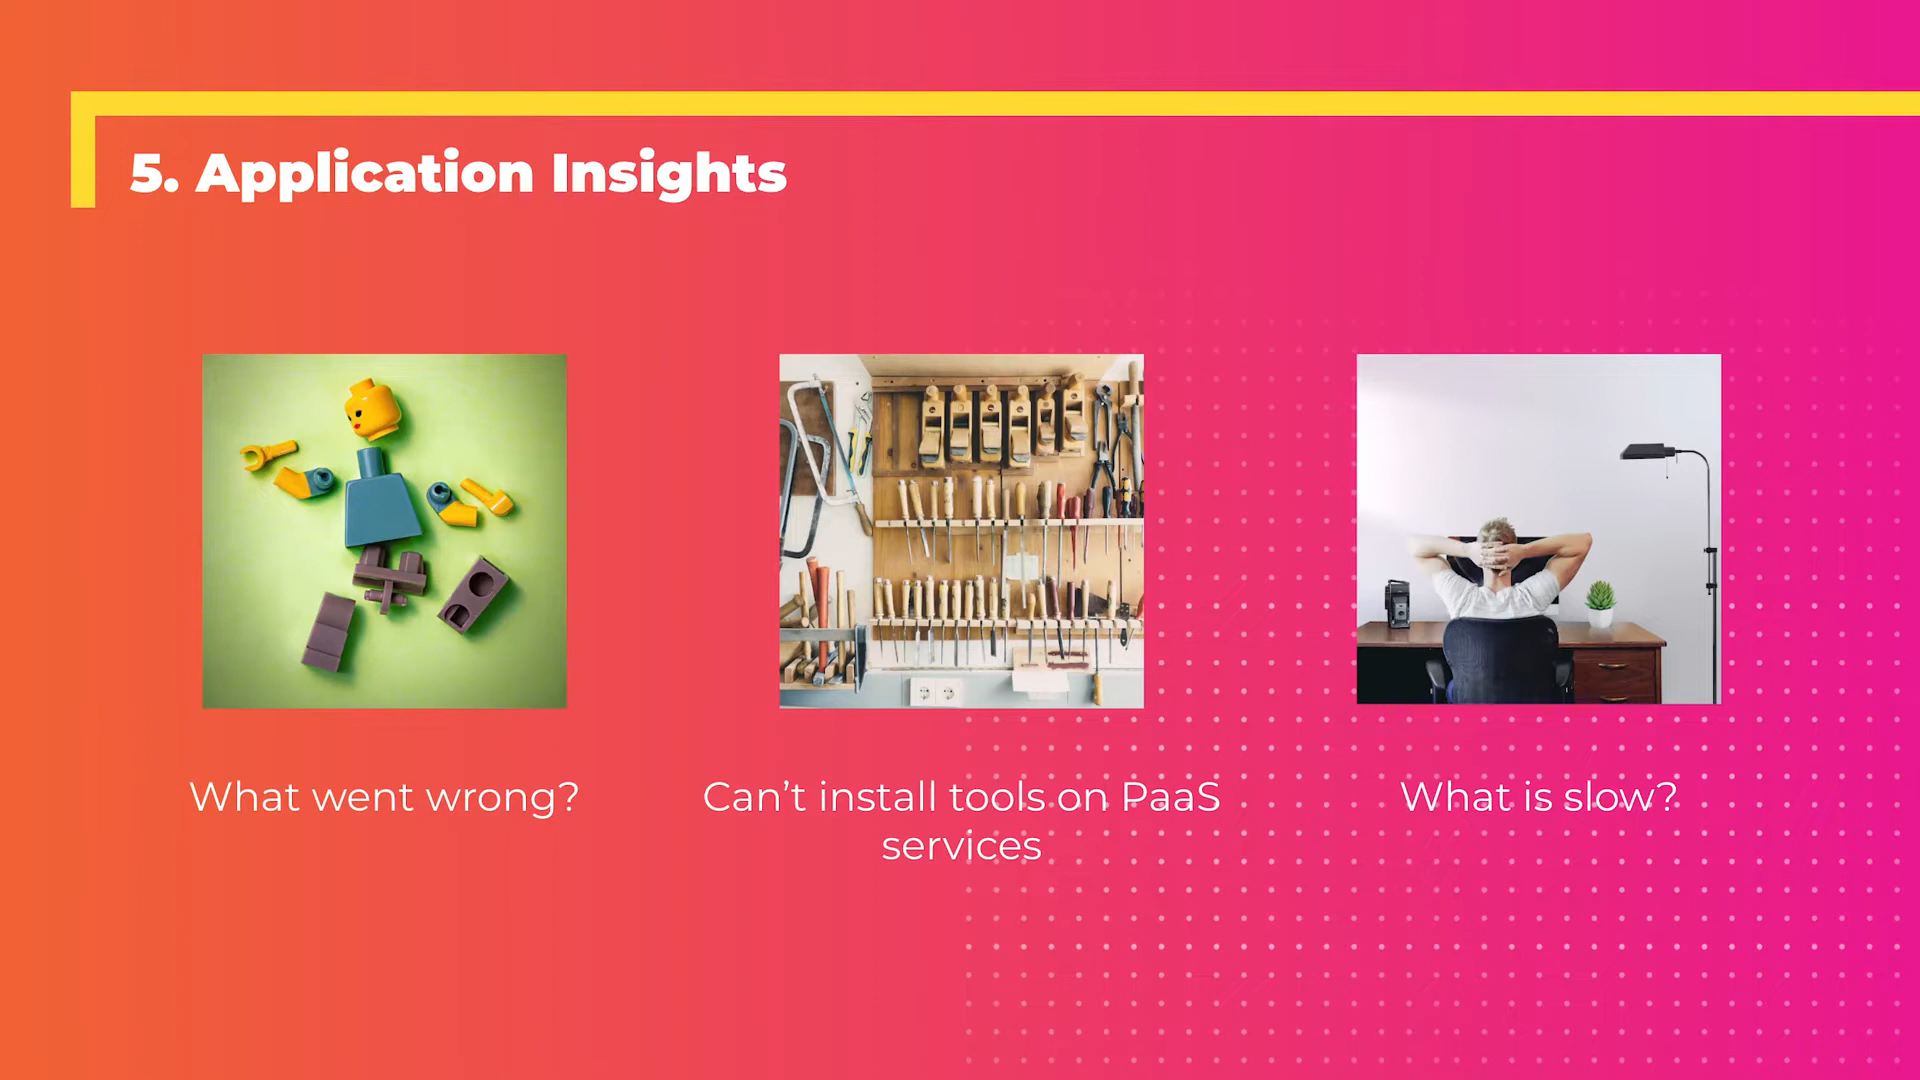 5. Application Insights
What went wrong?
Can’t install tools on PaaS
services
What is slow?